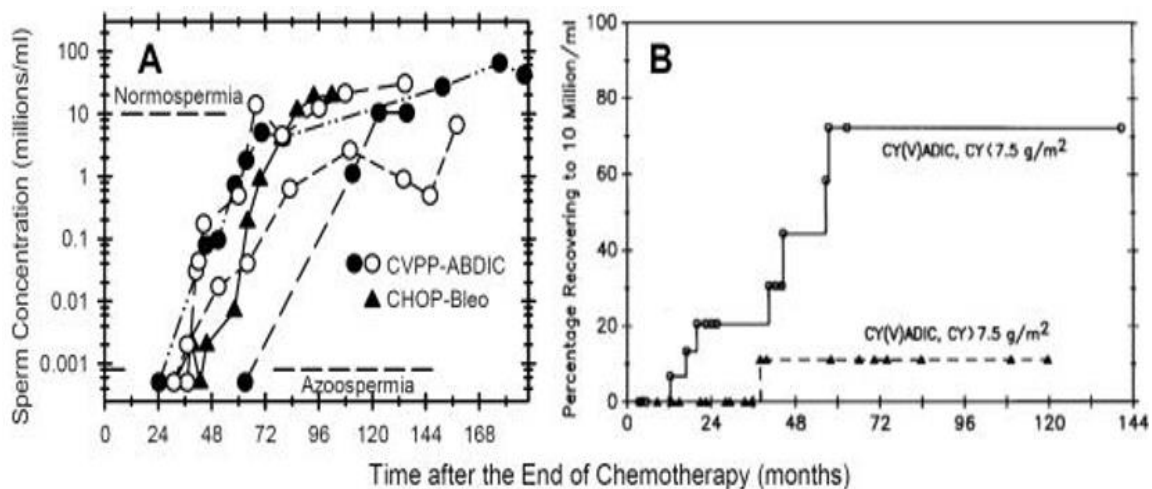 A
Sperm Concentration (millions/ml)
100
10
1
0.1
0.01
0.001
Normospermia
CVPP-ABDIC
CHOP-Bleo
Azoospermia
0 24 48 72 96 120 144 168
B
Percentage Recovering to 10 Million/ml
100
80
60
40
20
0
CY(V)ADIC, CY<7.5 g/m²
CY(V)ADIC, CY>7.5 g/m²
0 24 48 72 96 120 144
Time after the End of Chemotherapy (months)